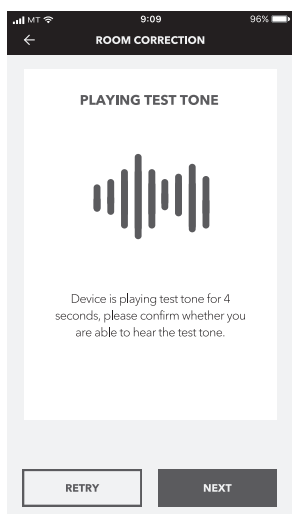 MT 9:09 96%
ROOM CORRECTION
PLAYING TEST TONE
Device is playing test tone for 4
seconds, please confirm whether you
are able to hear the test tone.
RETRY NEXT